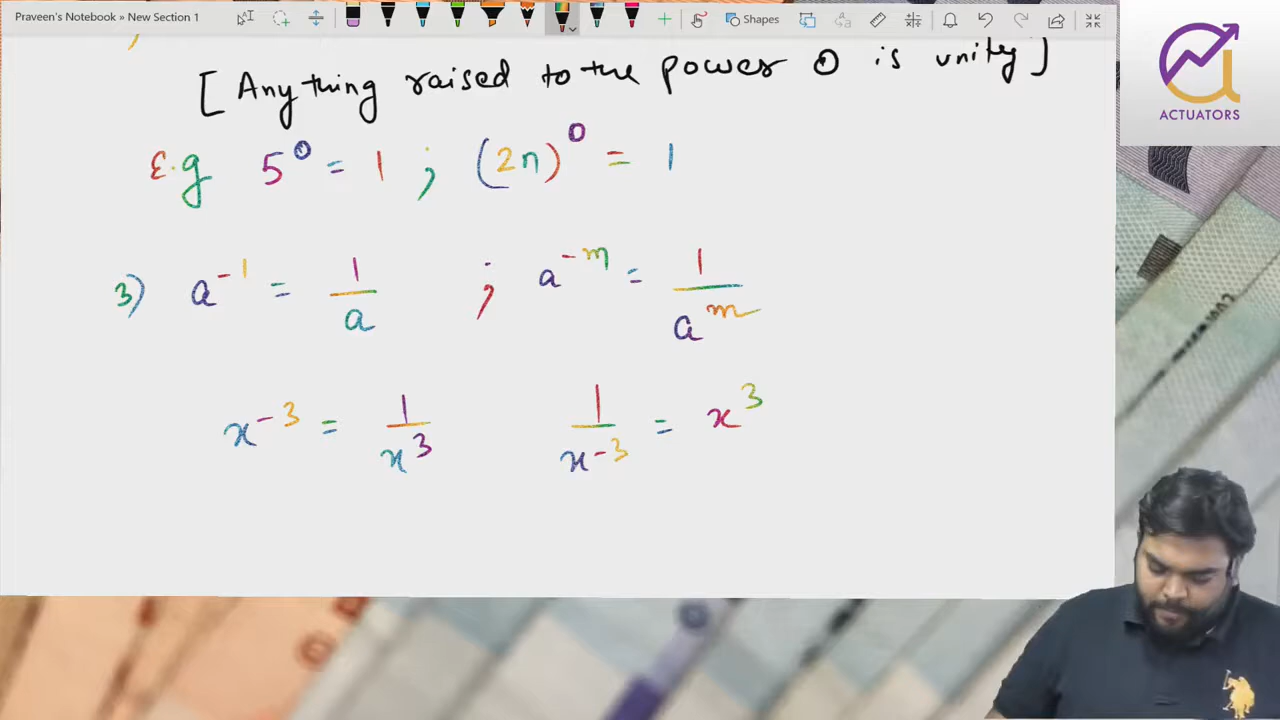 Praveen's Notebook » New Section 1
Shapes
ACTUATORS
[Anything raised to the power 0 is unity]
E.g 5⁰ = 1 ; (2n)⁰ = 1
3) a⁻¹ = 1/a ; a⁻ᵐ = 1/aᵐ
x⁻³ = 1/x³ 1/x⁻³ = x³